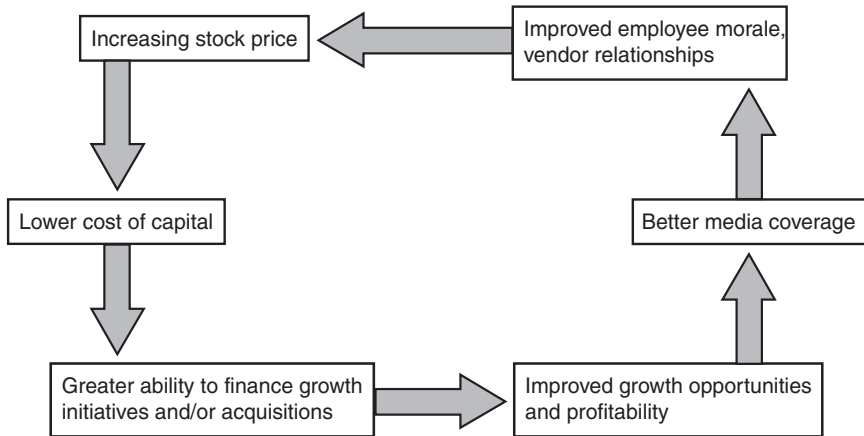 Increasing stock price
Improved employee morale,
vendor relationships
Lower cost of capital
Better media coverage
Greater ability to finance growth
initiatives and/or acquisitions
Improved growth opportunities
and profitability